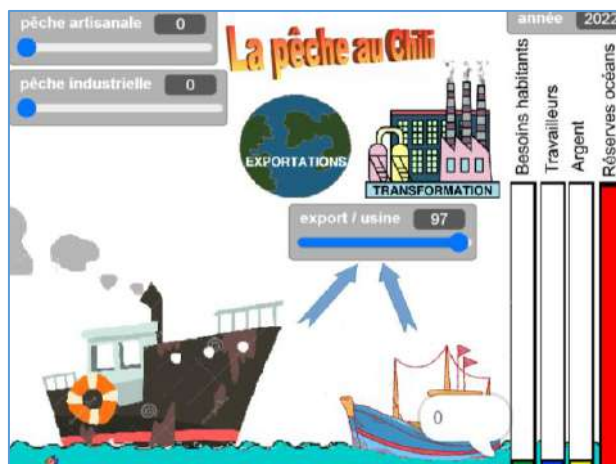 pêche artisanale 0
pêche industrielle 0
La pêche au Chili
année 2022
EXPORTATIONS
TRANSFORMATION
export / usine 97
0
Besoins habitants
Travailleurs
Argent
Réserves océans